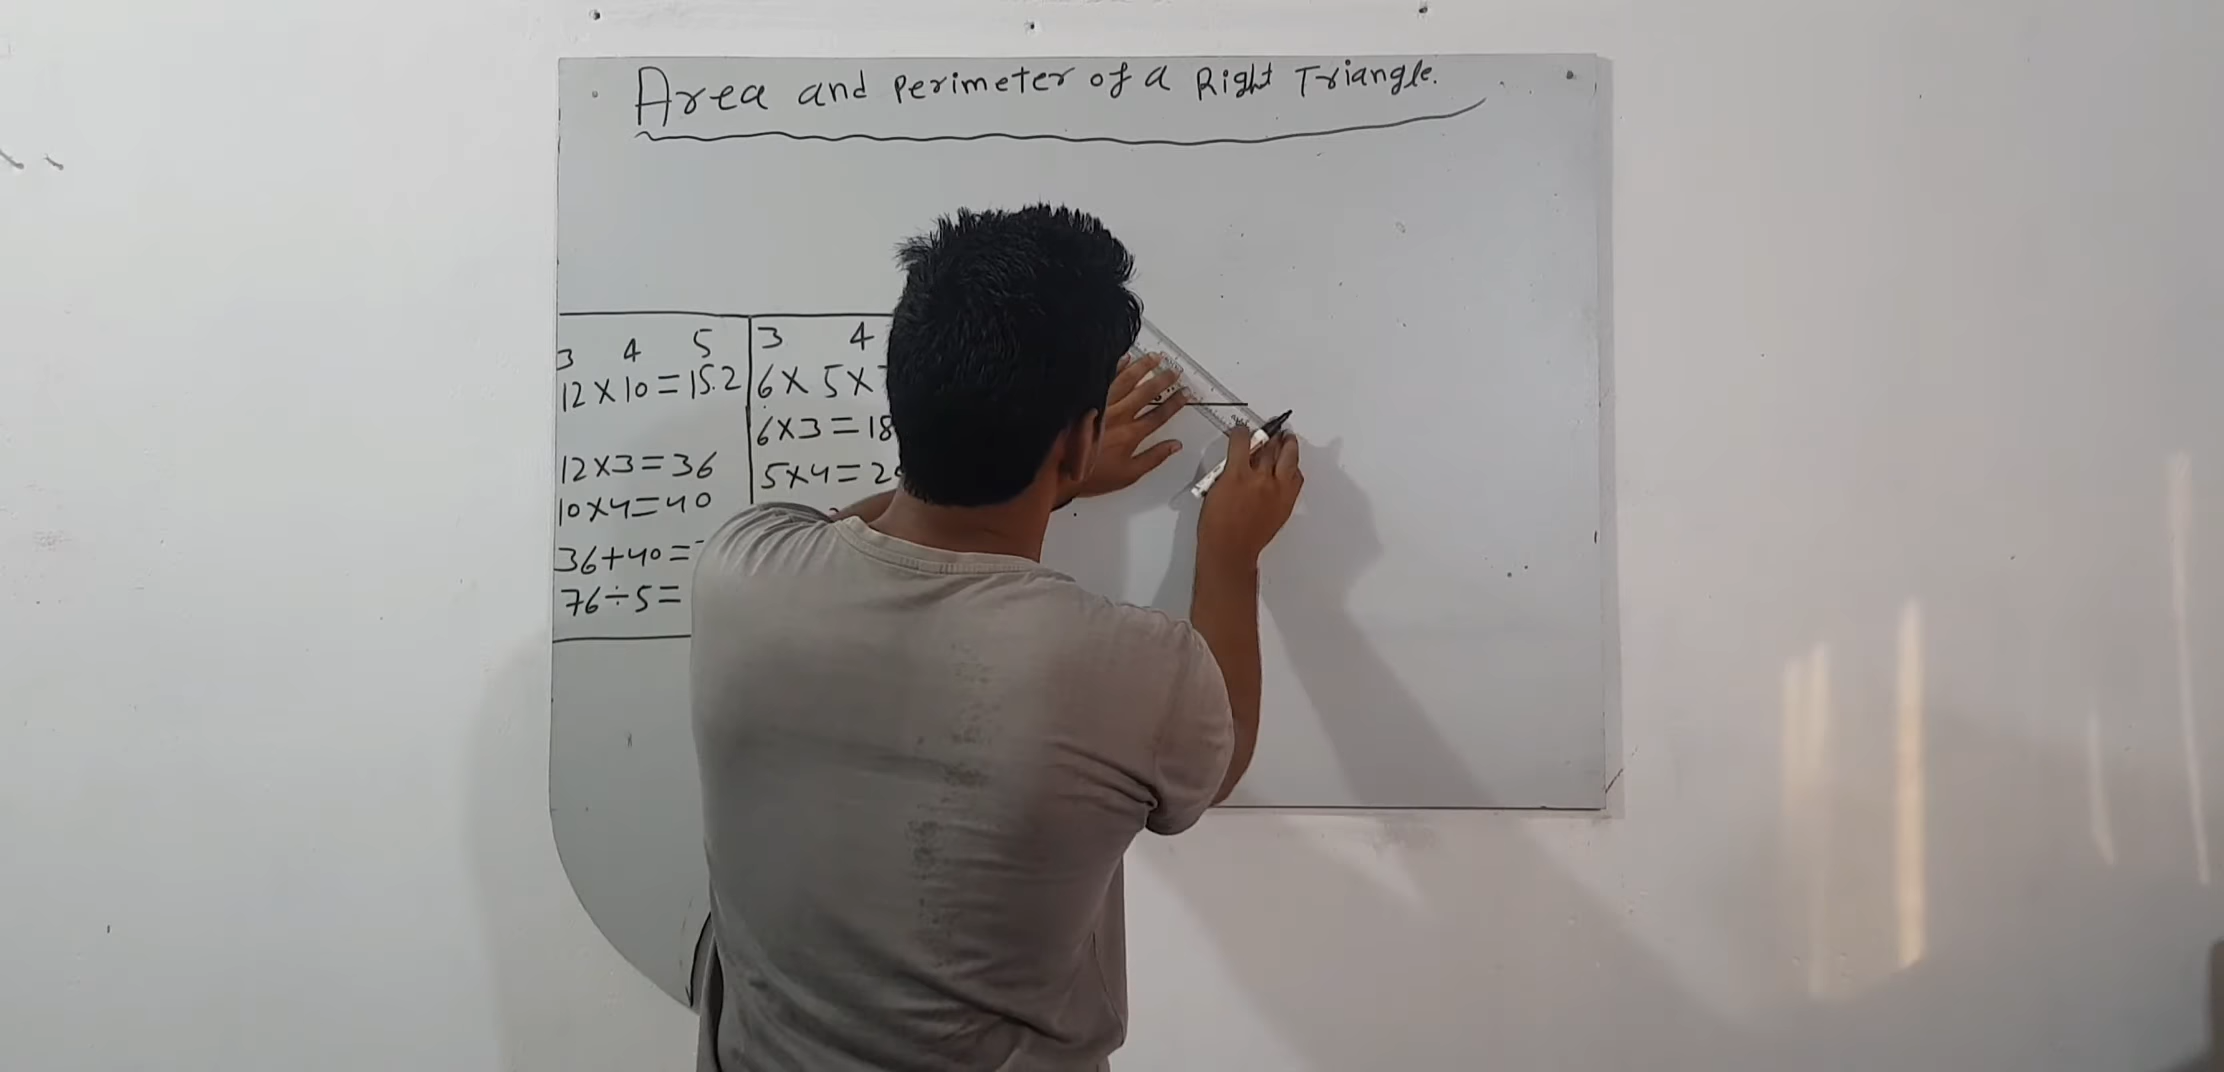 Area and Perimeter of a Right Triangle.
3 4 5
12 × 10 = 15.2
12×3=36
10×4=40
36+40=
76÷5=
3 4
6 × 5 ×
6×3=18
5×4=2